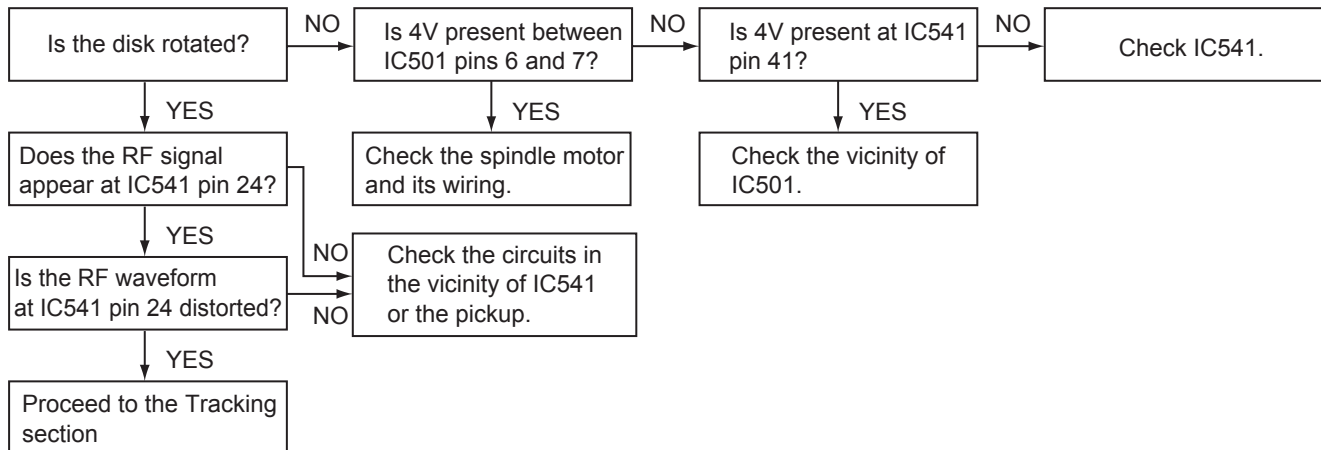 Is the disk rotated?
NO
Is 4V present between
IC501 pins 6 and 7?
NO
Is 4V present at IC541
pin 41?
NO
Check IC541.
YES
YES
YES
Does the RF signal
appear at IC541 pin 24?
Check the spindle motor
and its wiring.
Check the vicinity of
IC501.
YES
NO
Is the RF waveform
at IC541 pin 24 distorted?
NO
Check the circuits in
the vicinity of IC541
or the pickup.
YES
Proceed to the Tracking
section